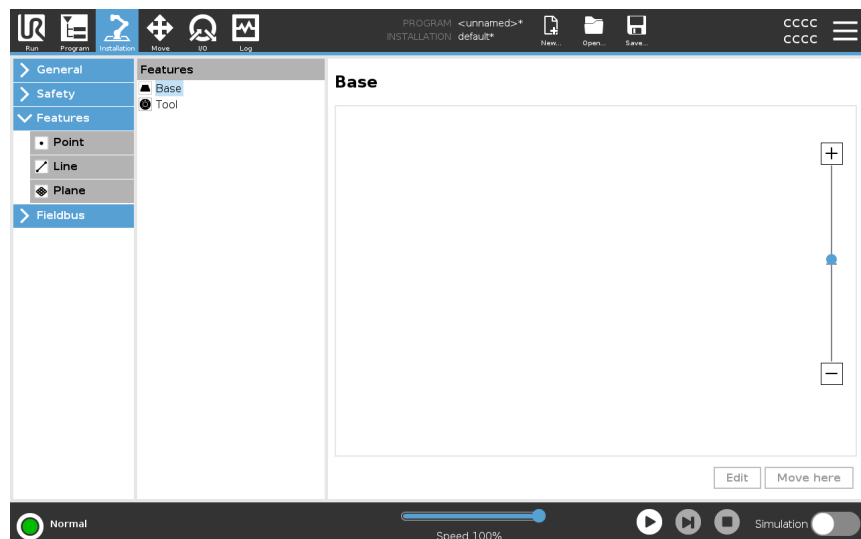 UR
Run
Program
Installation
Move
I/O
Log
PROGRAM <unnamed>*
INSTALLATION default*
New...
Open...
Save...
CCCC
CCCC
General
Safety
Features
Point
Line
Plane
Fieldbus
Features
Base
Tool
Base
+
−
Edit
Move here
Normal
Speed 100%
Simulation